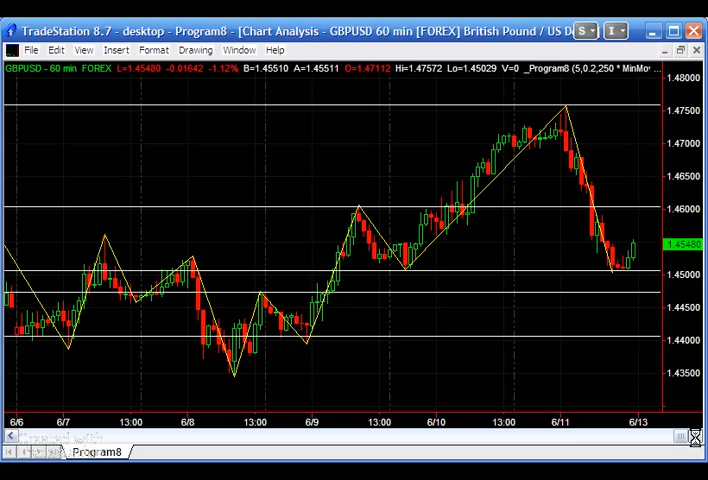 TradeStation 8.7 - desktop - Program8 - [Chart Analysis - GBPUSD 60 min [FOREX] British Pound / US D
S
I
File Edit View Insert Format Drawing Window Help
GBPUSD - 60 min FOREX L=1.45480 -0.01642 -1.12% B=1.45510 A=1.45511 O=1.47112 Hi=1.47572 Lo=1.45029 V=0 _Program8 (5,0.2,250 * MinMo ...
1.48000
1.47500
1.47000
1.46500
1.46000
1.45480
1.45000
1.44500
1.44000
1.43500
6/6 6/7 13:00 6/8 13:00 6/9 13:00 6/10 13:00 6/11 6/13
Created with
Program8